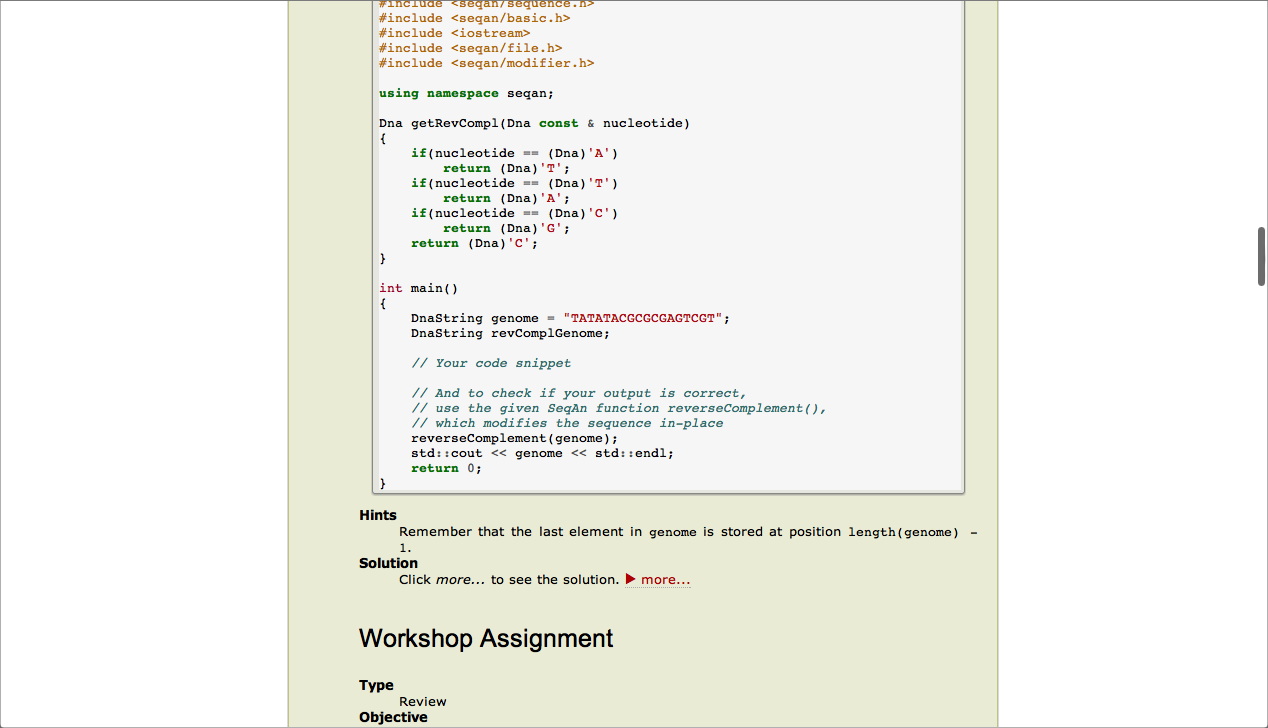 #include <seqan/sequence.h>
#include <seqan/basic.h>
#include <iostream>
#include <seqan/file.h>
#include <seqan/modifier.h>
using namespace seqan;
Dna getRevCompl(Dna const & nucleotide)
{
    if(nucleotide == (Dna)'A')
        return (Dna)'T';
    if(nucleotide == (Dna)'T')
        return (Dna)'A';
    if(nucleotide == (Dna)'C')
        return (Dna)'G';
    return (Dna)'C';
}
int main()
{
    DnaString genome = "TATATACGCGCGAGTCGT";
    DnaString revComplGenome;
    // Your code snippet
    // And to check if your output is correct,
    // use the given SeqAn function reverseComplement(),
    // which modifies the sequence in-place
    reverseComplement(genome);
    std::cout << genome << std::endl;
    return 0;
}
Hints
Remember that the last element in genome is stored at position length(genome) -
1.
Solution
Click more... to see the solution. ▶ more...
Workshop Assignment
Type
Review
Objective